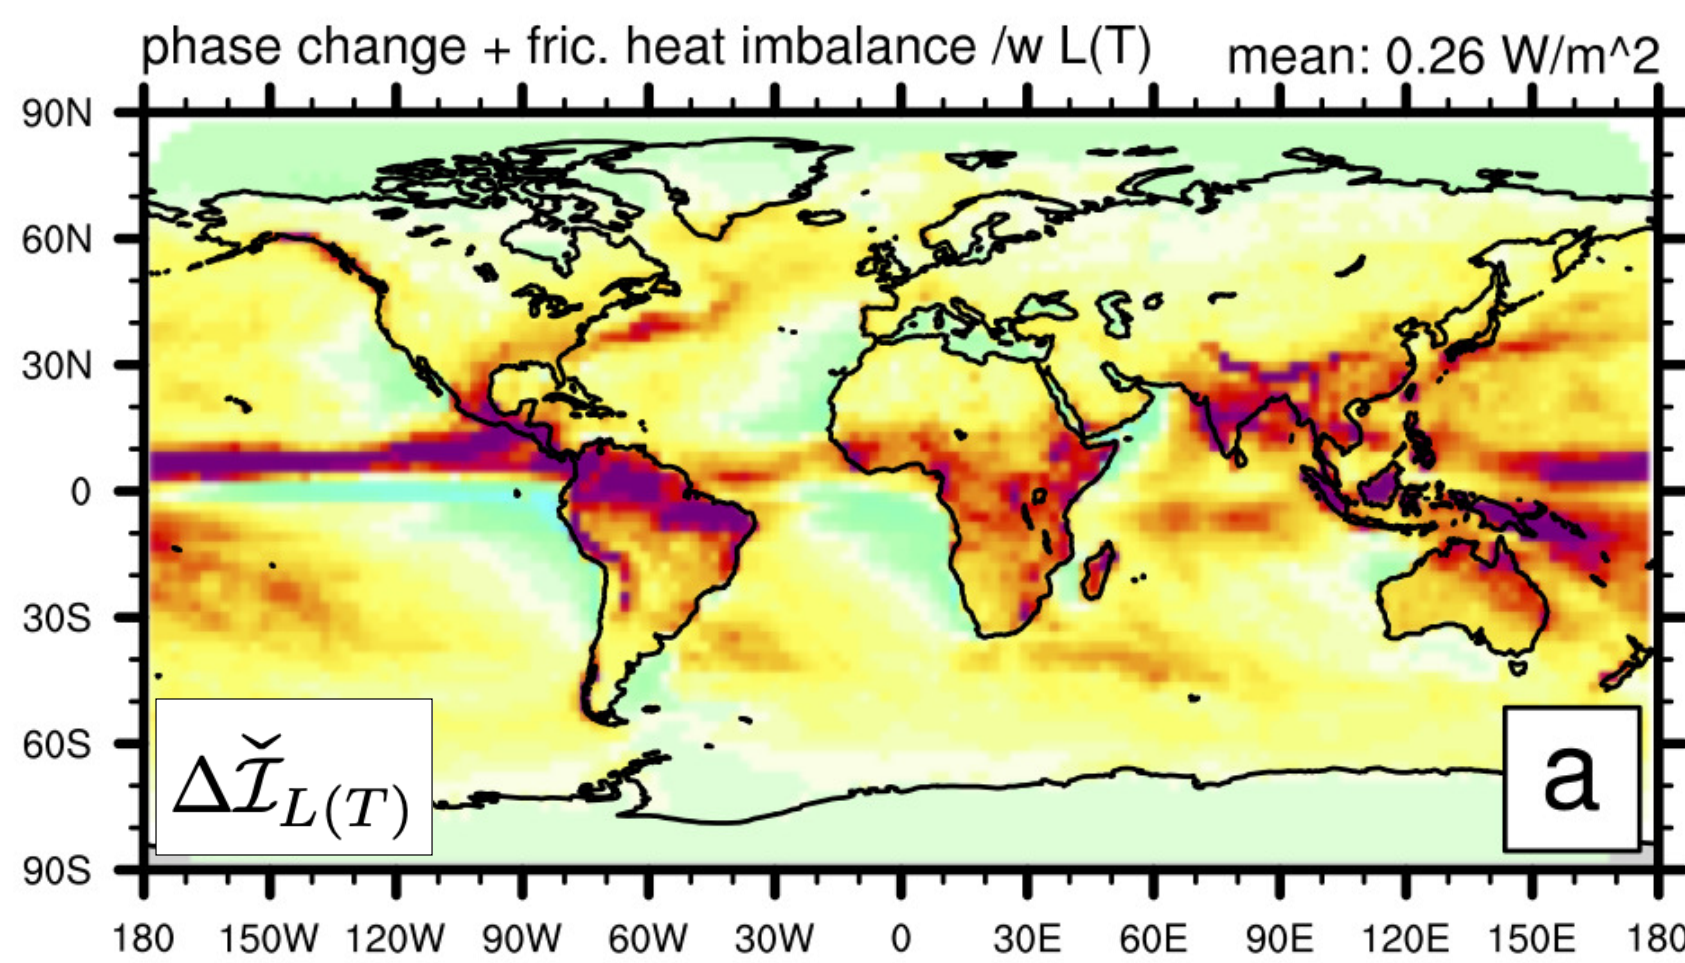 phase change + fric. heat imbalance /w L(T) mean: 0.26 W/m^2
90N
60N
30N
0
30S
60S
90S
ΔǏ_{L(T)}
a
180 150W 120W 90W 60W 30W 0 30E 60E 90E 120E 150E 180